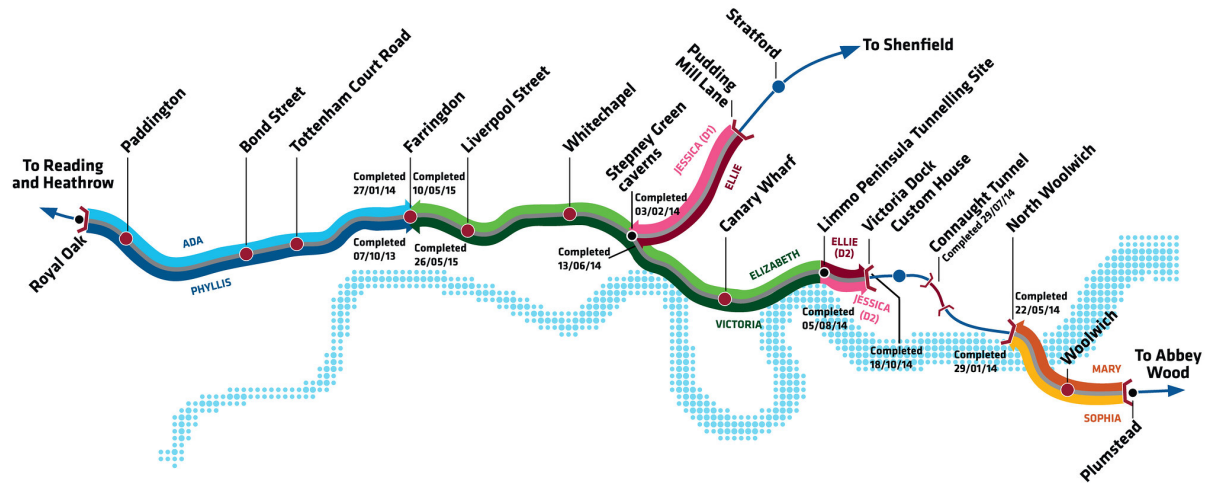 To Reading
and Heathrow
Royal Oak
Paddington
ADA
PHYLLIS
Bond Street
Tottenham Court Road
Farringdon
Completed
27/01/14
Completed
10/05/15
Completed
07/10/13
Completed
26/05/15
Liverpool Street
Whitechapel
Stepney Green
caverns
Completed
03/02/14
Completed
13/06/14
JESSICA (D1)
ELLIE
Pudding
Mill Lane
Stratford
To Shenfield
Canary Wharf
VICTORIA
ELIZABETH
Limmo Peninsula Tunnelling Site
ELLIE
(D2)
JESSICA
(D2)
Completed
05/08/14
Victoria Dock
Completed
18/10/14
Custom House
Connaught Tunnel
Completed 29/07/14
North Woolwich
Completed
22/05/14
Completed
29/01/14
Woolwich
MARY
SOPHIA
To Abbey
Wood
Plumstead